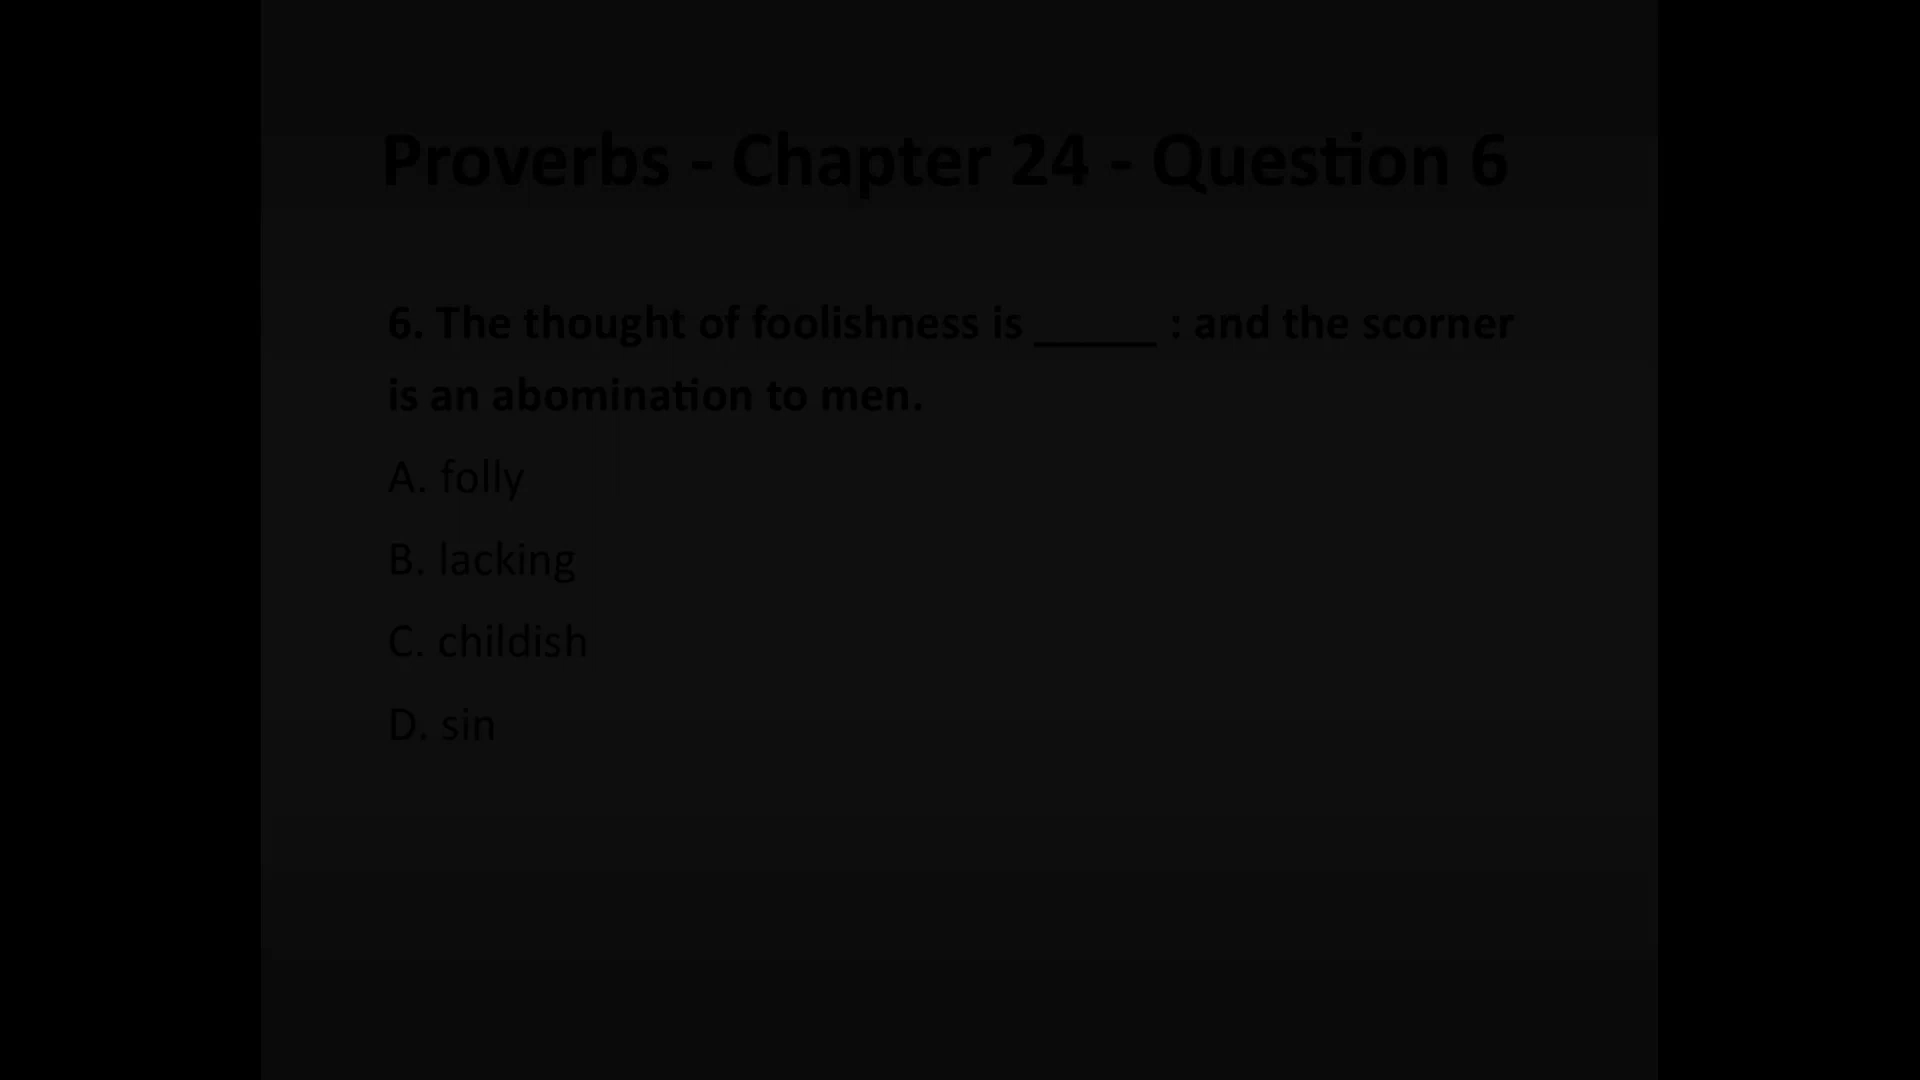 Proverbs - Chapter 24 - Question 6
6. The thought of foolishness is ______ : and the scorner
is an abomination to men.
A. folly
B. lacking
C. childish
D. sin